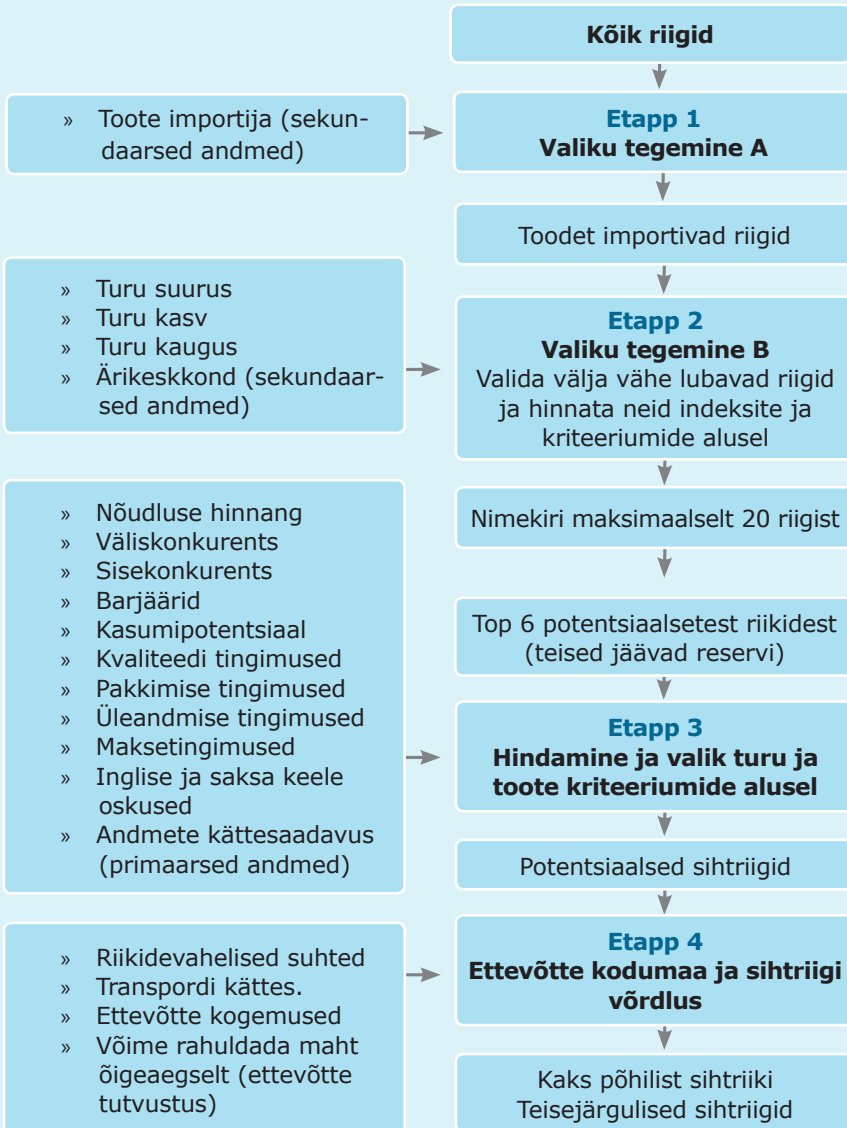 Kõik riigid
» Toote importija (sekun-
daarsed andmed)
Etapp 1
Valiku tegemine A
Toodet importivad riigid
» Turu suurus
» Turu kasv
» Turu kaugus
» Ärikeskkond (sekundaar-
sed andmed)
Etapp 2
Valiku tegemine B
Valida välja vähe lubavad riigid
ja hinnata neid indeksite ja
kriteeriumide alusel
Nimekiri maksimaalselt 20 riigist
Top 6 potentsiaalsetest riikidest
(teised jäävad reservi)
» Nõudluse hinnang
» Väliskonkurents
» Sisekonkurents
» Barjäärid
» Kasumipotentsiaal
» Kvaliteedi tingimused
» Pakkimise tingimused
» Üleandmise tingimused
» Maksetingimused
» Inglise ja saksa keele
oskused
» Andmete kättesaadavus
(primaarsed andmed)
Etapp 3
Hindamine ja valik turu ja
toote kriteeriumide alusel
Potentsiaalsed sihtriigid
» Riikidevahelised suhted
» Transpordi kättes.
» Ettevõtte kogemused
» Võime rahuldada maht
õigeaegselt (ettevõtte
tutvustus)
Etapp 4
Ettevõtte kodumaa ja sihtriigi
võrdlus
Kaks põhilist sihtriiki
Teisejärgulised sihtriigid